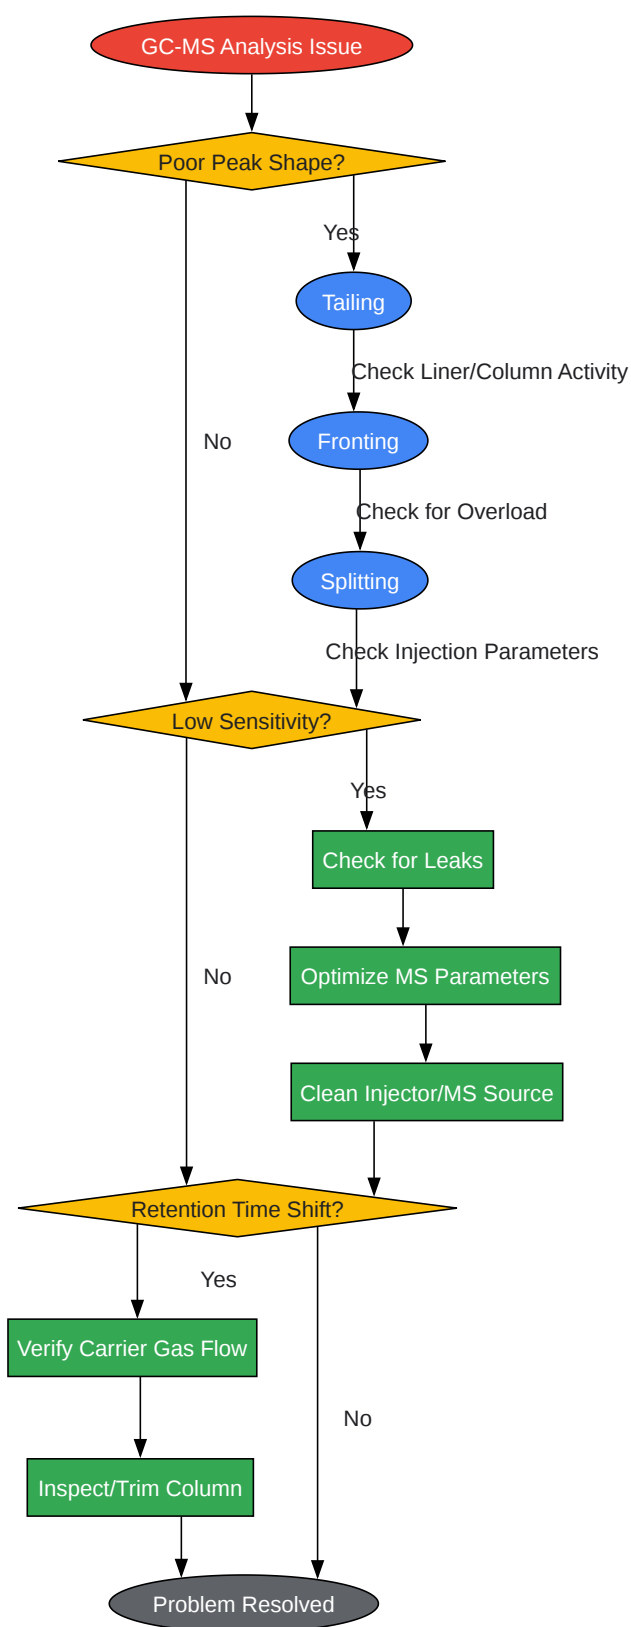 GC-MS Analysis Issue
Poor Peak Shape?
Yes
Tailing
Check Liner/Column Activity
No
Fronting
Check for Overload
Splitting
Check Injection Parameters
Low Sensitivity?
Yes
Check for Leaks
No
Optimize MS Parameters
Clean Injector/MS Source
Retention Time Shift?
Yes
Verify Carrier Gas Flow
No
Inspect/Trim Column
Problem Resolved